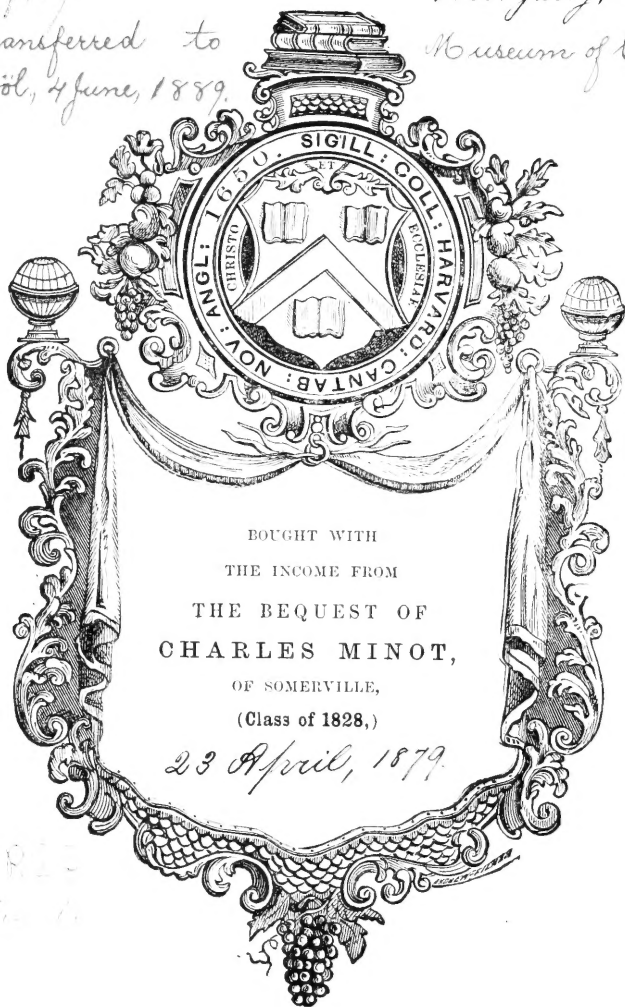 ansferred to Museum of
öl, 4 June, 1889.
SIGILL: COLL: HARVARD: CANTAB: NOV: ANGL: 1650.
ET
CHRISTO
ECCLESIAE
BOUGHT WITH
THE INCOME FROM
THE BEQUEST OF
CHARLES MINOT,
OF SOMERVILLE,
(Class of 1828,)
23 April, 1879.